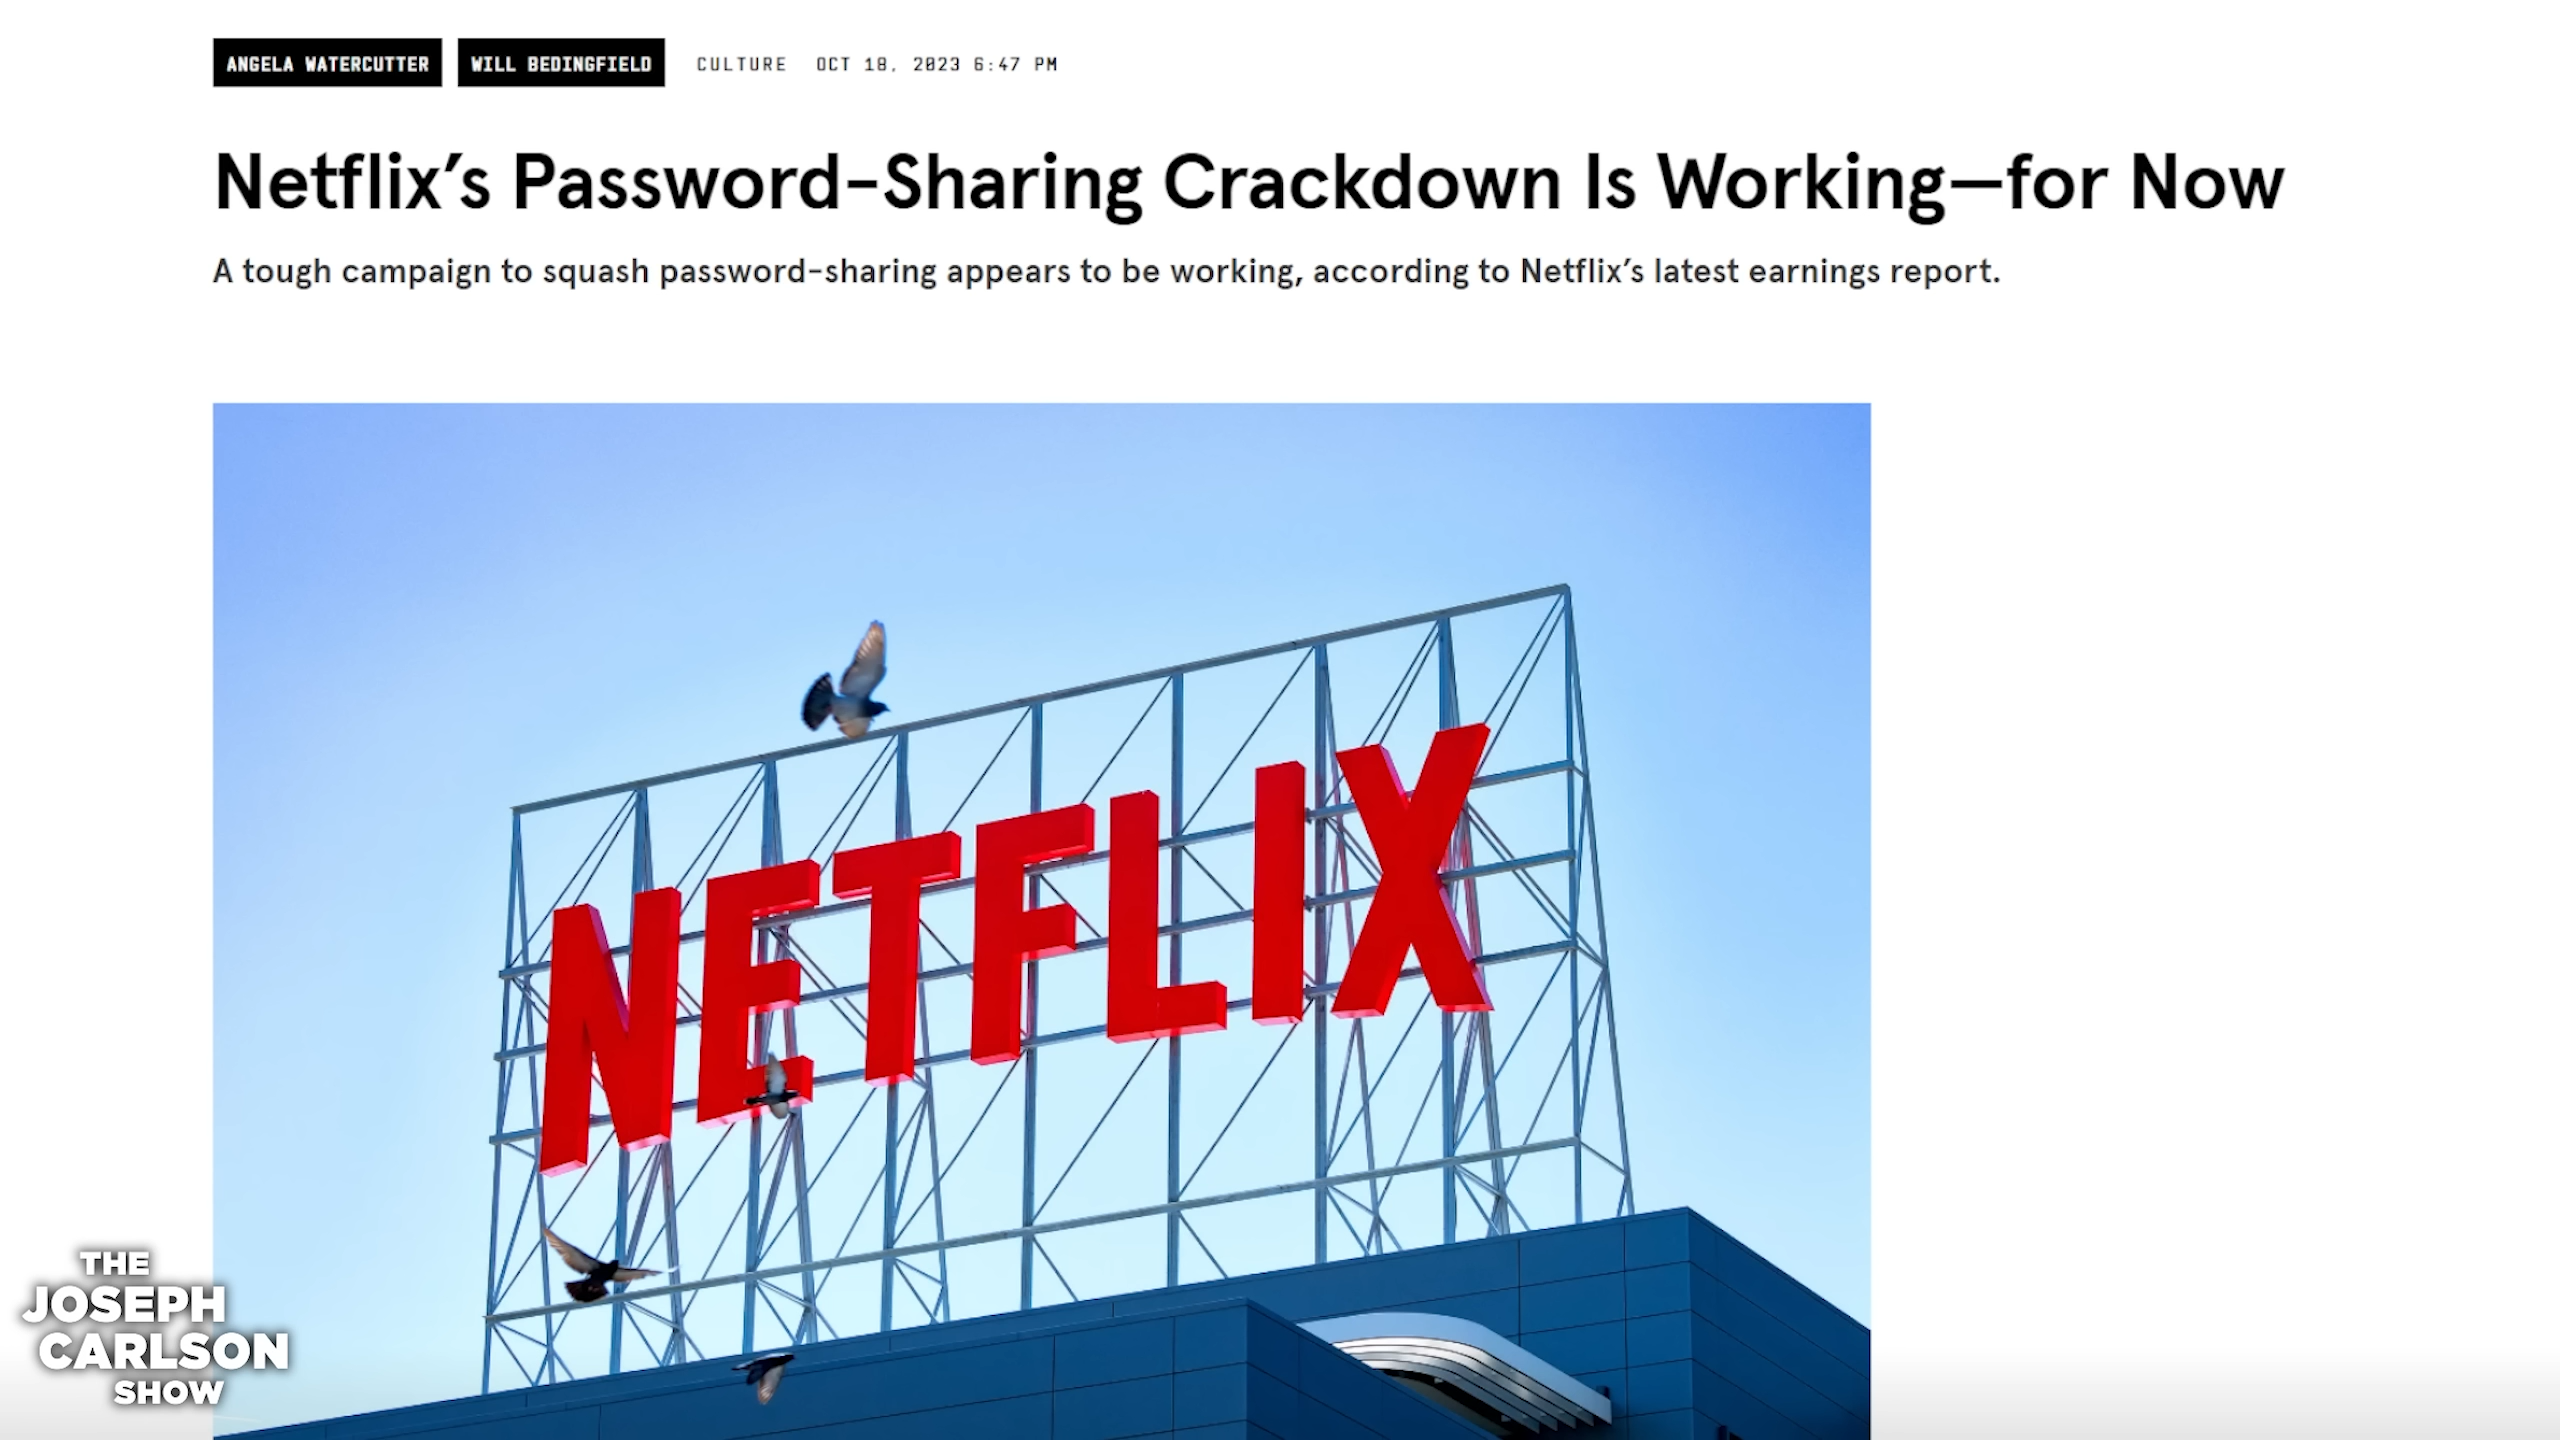 ANGELA WATERCUTTER WILL BEDINGFIELD CULTURE OCT 18, 2023 6:47 PM
Netflix’s Password-Sharing Crackdown Is Working—for Now
A tough campaign to squash password-sharing appears to be working, according to Netflix’s latest earnings report.
NETFLIX
THE
JOSEPH
CARLSON
SHOW